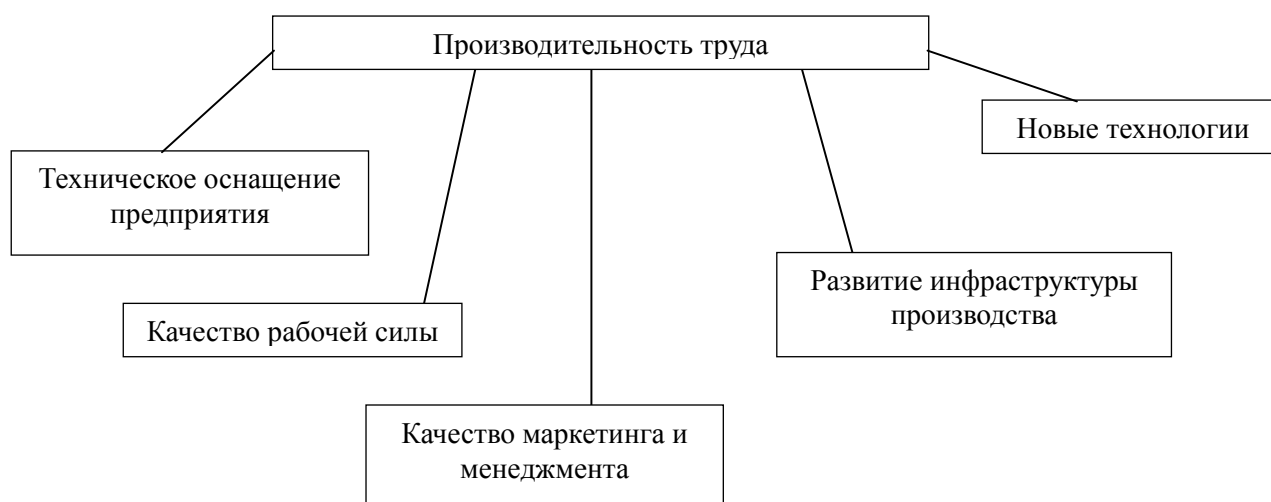 Производительность труда
Новые технологии
Техническое оснащение
предприятия
Развитие инфраструктуры
производства
Качество рабочей силы
Качество маркетинга и
менеджмента